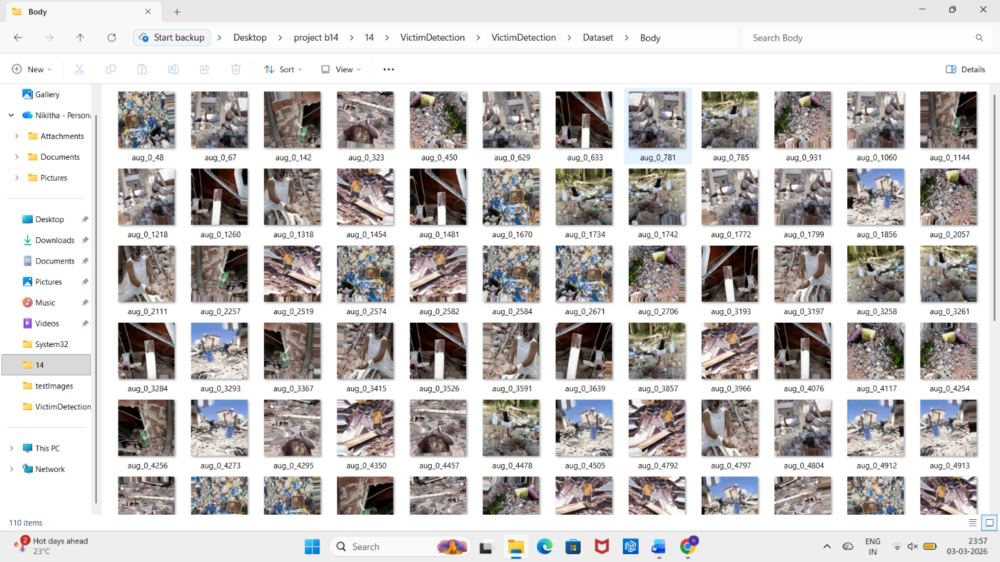 Body
Start backup
Desktop
project b14
14
VictimDetection
VictimDetection
Dataset
Body
Search Body
New
Sort
View
Details
Gallery
Nikitha - Persona
Attachments
Documents
Pictures
Desktop
Downloads
Documents
Pictures
Music
Videos
System32
14
testImages
VictimDetection
This PC
Network
aug_0_48 aug_0_67 aug_0_142 aug_0_323 aug_0_450 aug_0_629 aug_0_633 aug_0_781 aug_0_785 aug_0_931 aug_0_1060 aug_0_1144
aug_0_1218 aug_0_1260 aug_0_1318 aug_0_1454 aug_0_1481 aug_0_1670 aug_0_1734 aug_0_1742 aug_0_1772 aug_0_1799 aug_0_1856 aug_0_2057
aug_0_2111 aug_0_2257 aug_0_2519 aug_0_2574 aug_0_2582 aug_0_2584 aug_0_2671 aug_0_2706 aug_0_3193 aug_0_3197 aug_0_3258 aug_0_3261
aug_0_3284 aug_0_3293 aug_0_3367 aug_0_3415 aug_0_3526 aug_0_3591 aug_0_3639 aug_0_3857 aug_0_3966 aug_0_4076 aug_0_4117 aug_0_4254
aug_0_4256 aug_0_4273 aug_0_4295 aug_0_4350 aug_0_4457 aug_0_4478 aug_0_4505 aug_0_4792 aug_0_4797 aug_0_4804 aug_0_4912 aug_0_4913
110 items
2
Hot days ahead
23°C
Search
n
ENG
IN
23:57
03-03-2026